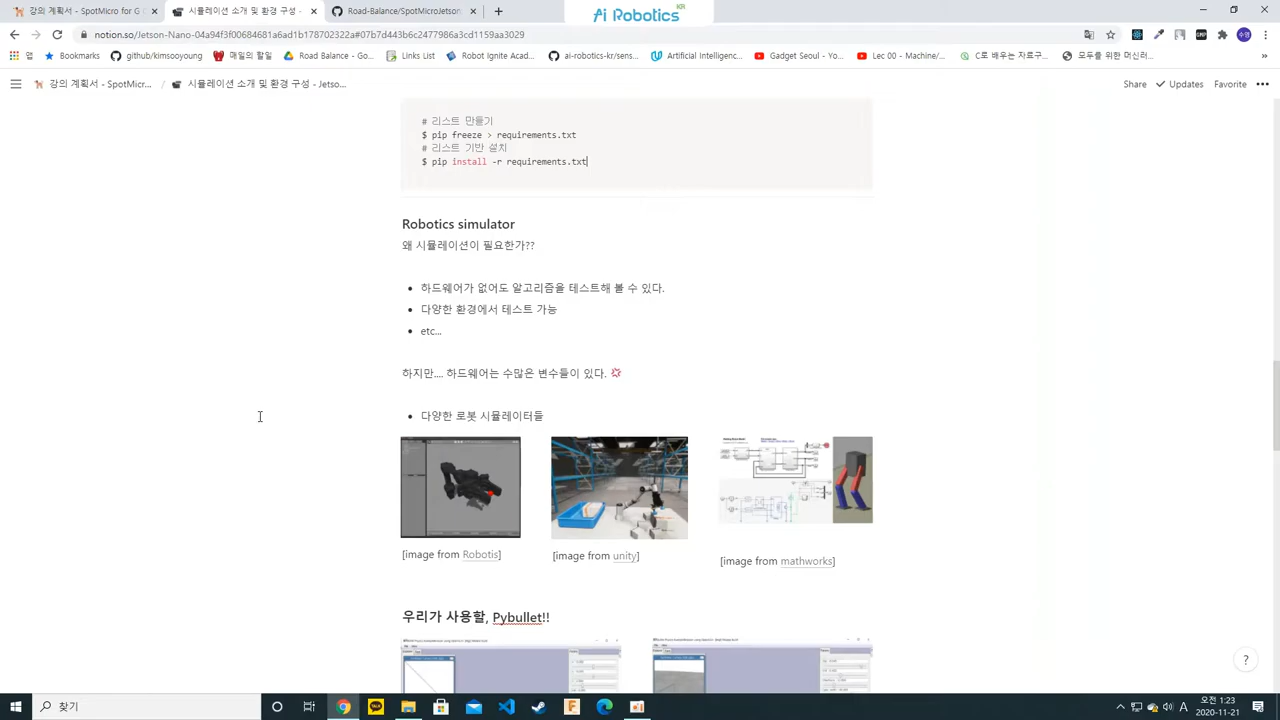 강의 계획서 - SpotMicro for G
시뮬레이션 소개 및 환경 구성 -
Road-Balance/SpotMicroJetson
Ai Robotics KR
앱
Bookmarks
github/kimsooyoung
매일의 할일
Road Balance - Go...
Links Bit
Robot Ignite Acad...
ai-robotics-kr/sens...
Artificial Intelligenc...
Gadget Seoul - Yo...
Lec 00 - Machine/...
C로 배우는 자료구...
모두를 위한 머신러...
강의 계획서 - SpotMicr...
/
시뮬레이션 소개 및 환경 구성 - Jetso...
Share
Updates
Favorite
# 리스트 만들기
$ pip freeze > requirements.txt
# 리스트 기반 설치
$ pip install -r requirements.txt
Robotics simulator
왜 시뮬레이션이 필요한가??
• 하드웨어가 없어도 알고리즘을 테스트해 볼 수 있다.
• 다양한 환경에서 테스트 가능
• etc...
하지만.... 하드웨어는 수많은 변수들이 있다. 💢
• 다양한 로봇 시뮬레이터들
[image from Robotis]
[image from unity]
[image from mathworks]
우리가 사용할, Pybullet!!
?
찾기
A
오전 1:23
2020-11-21